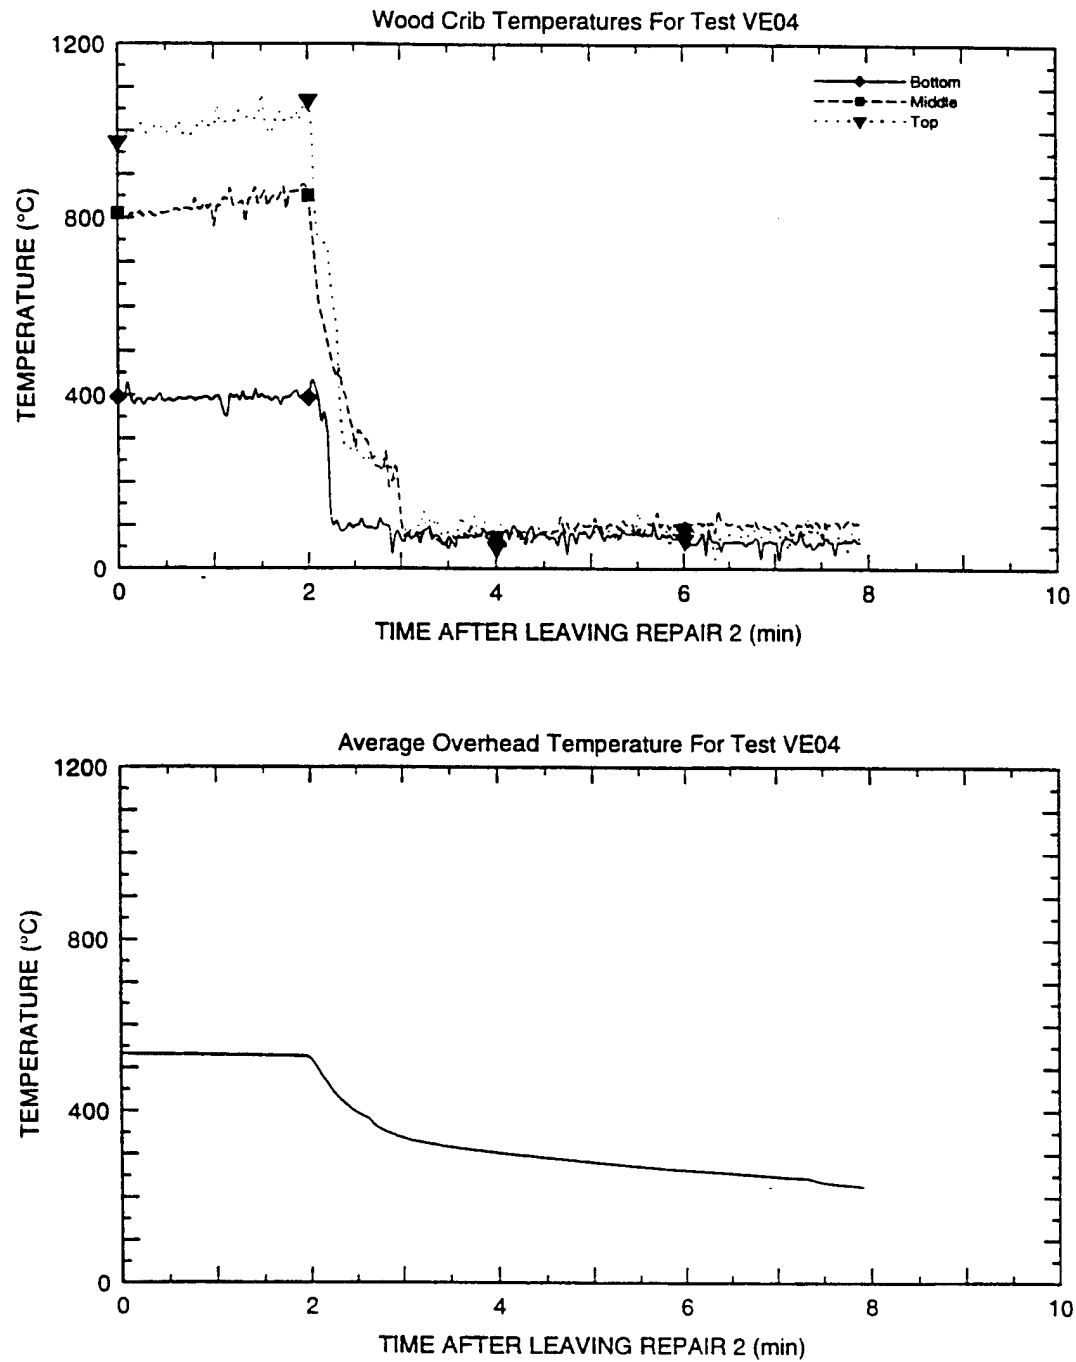 Wood Crib Temperatures For Test VE04
1200
800
400
0
TEMPERATURE (°C)
Bottom
Middle
Top
0 2 4 6 8 10
TIME AFTER LEAVING REPAIR 2 (min)
Average Overhead Temperature For Test VE04
1200
800
400
0
TEMPERATURE (°C)
0 2 4 6 8 10
TIME AFTER LEAVING REPAIR 2 (min)